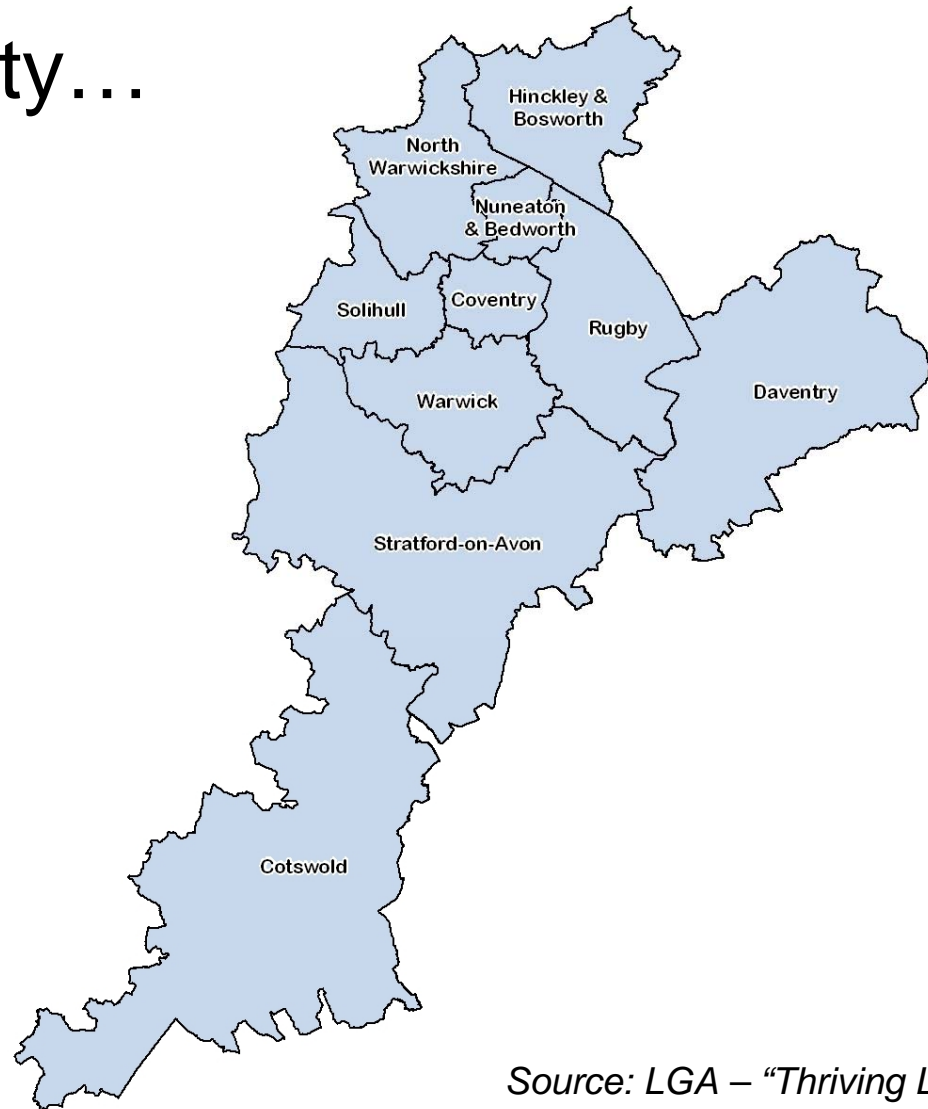 ty…
Hinckley &
Bosworth
North
Warwickshire
Nuneaton
& Bedworth
Solihull
Coventry
Rugby
Daventry
Warwick
Stratford-on-Avon
Cotswold
Source: LGA – “Thriving L